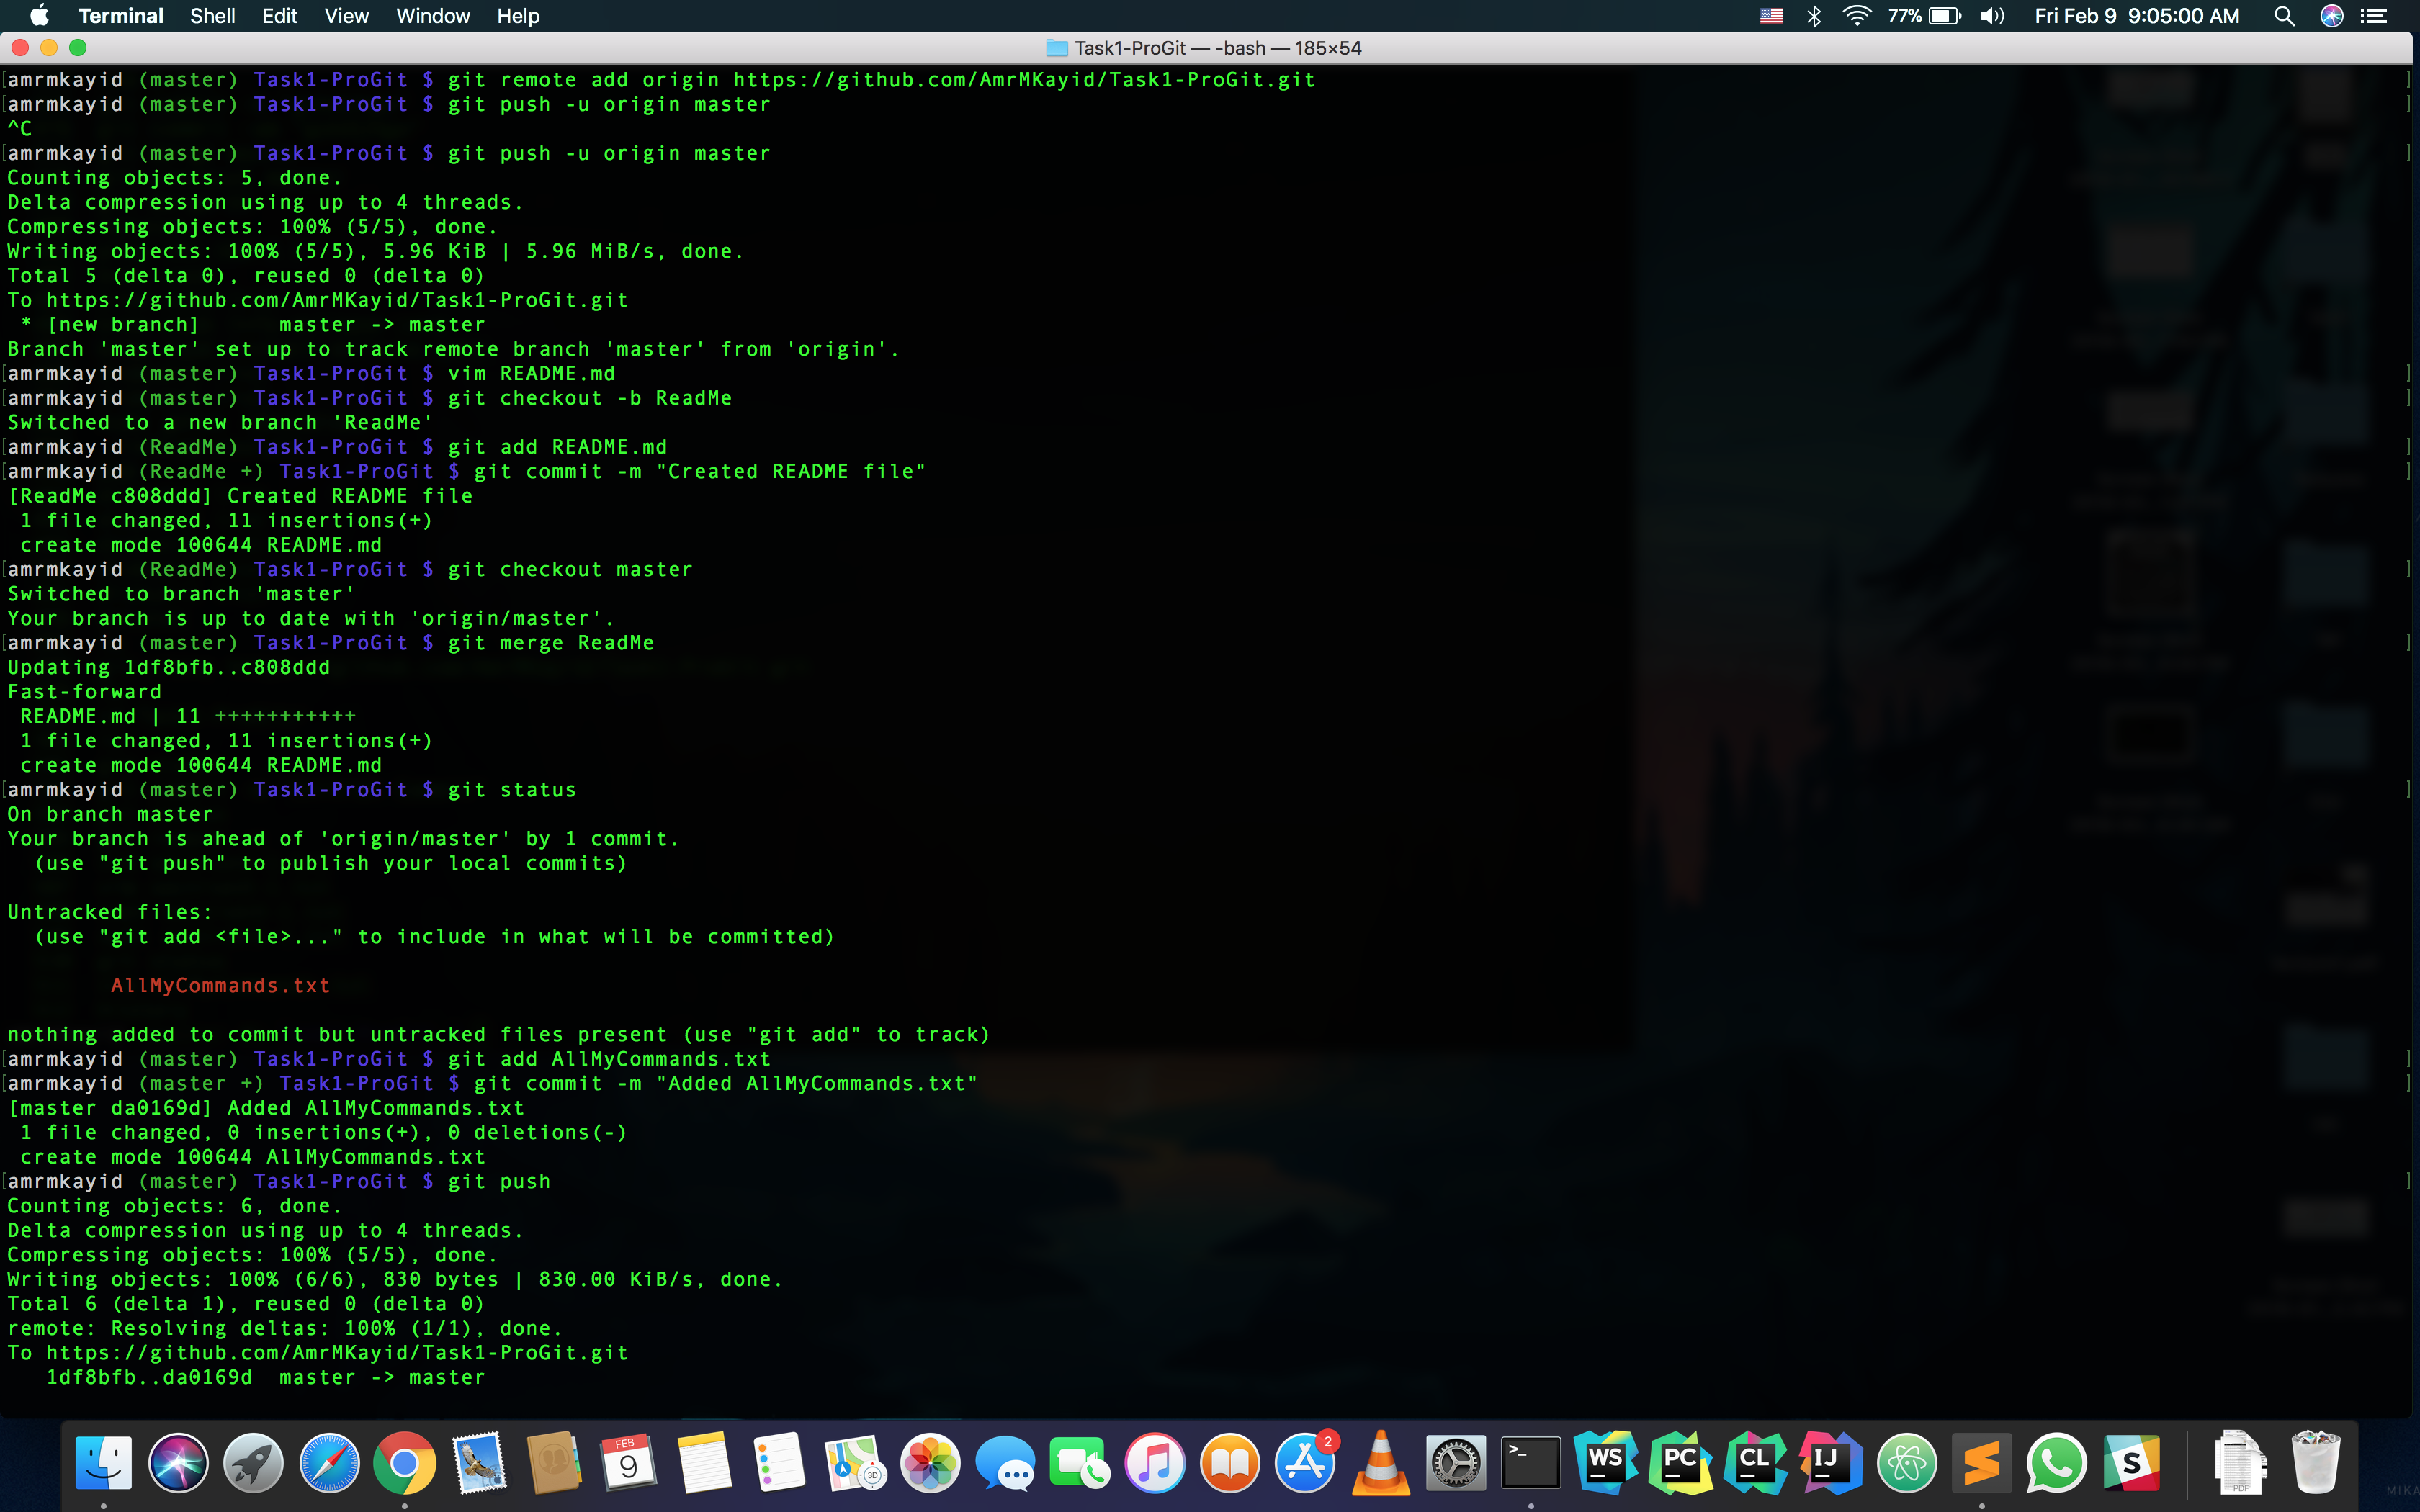 Terminal Shell Edit View Window Help 77% Fri Feb 9 9:05:00 AM
Task1-ProGit — -bash — 185×54
[amrmkayid (master) Task1-ProGit $ git remote add origin https://github.com/AmrMKayid/Task1-ProGit.git ]
[amrmkayid (master) Task1-ProGit $ git push -u origin master ]
^C
[amrmkayid (master) Task1-ProGit $ git push -u origin master ]
Counting objects: 5, done.
Delta compression using up to 4 threads.
Compressing objects: 100% (5/5), done.
Writing objects: 100% (5/5), 5.96 KiB | 5.96 MiB/s, done.
Total 5 (delta 0), reused 0 (delta 0)
To https://github.com/AmrMKayid/Task1-ProGit.git
 * [new branch]      master -> master
Branch 'master' set up to track remote branch 'master' from 'origin'.
[amrmkayid (master) Task1-ProGit $ vim README.md ]
[amrmkayid (master) Task1-ProGit $ git checkout -b ReadMe ]
Switched to a new branch 'ReadMe'
[amrmkayid (ReadMe) Task1-ProGit $ git add README.md ]
[amrmkayid (ReadMe +) Task1-ProGit $ git commit -m "Created README file" ]
[ReadMe c808ddd] Created README file
 1 file changed, 11 insertions(+)
 create mode 100644 README.md
[amrmkayid (ReadMe) Task1-ProGit $ git checkout master ]
Switched to branch 'master'
Your branch is up to date with 'origin/master'.
[amrmkayid (master) Task1-ProGit $ git merge ReadMe ]
Updating 1df8bfb..c808ddd
Fast-forward
 README.md | 11 +++++++++++
 1 file changed, 11 insertions(+)
 create mode 100644 README.md
[amrmkayid (master) Task1-ProGit $ git status ]
On branch master
Your branch is ahead of 'origin/master' by 1 commit.
  (use "git push" to publish your local commits)
Untracked files:
  (use "git add <file>..." to include in what will be committed)
        AllMyCommands.txt
nothing added to commit but untracked files present (use "git add" to track)
[amrmkayid (master) Task1-ProGit $ git add AllMyCommands.txt ]
[amrmkayid (master +) Task1-ProGit $ git commit -m "Added AllMyCommands.txt" ]
[master da0169d] Added AllMyCommands.txt
 1 file changed, 0 insertions(+), 0 deletions(-)
 create mode 100644 AllMyCommands.txt
[amrmkayid (master) Task1-ProGit $ git push ]
Counting objects: 6, done.
Delta compression using up to 4 threads.
Compressing objects: 100% (5/5), done.
Writing objects: 100% (6/6), 830 bytes | 830.00 KiB/s, done.
Total 6 (delta 1), reused 0 (delta 0)
remote: Resolving deltas: 100% (1/1), done.
To https://github.com/AmrMKayid/Task1-ProGit.git
   1df8bfb..da0169d  master -> master
FEB
9
3D
2
>_
WS
PC
CL
IJ
S
PDF
MIKA